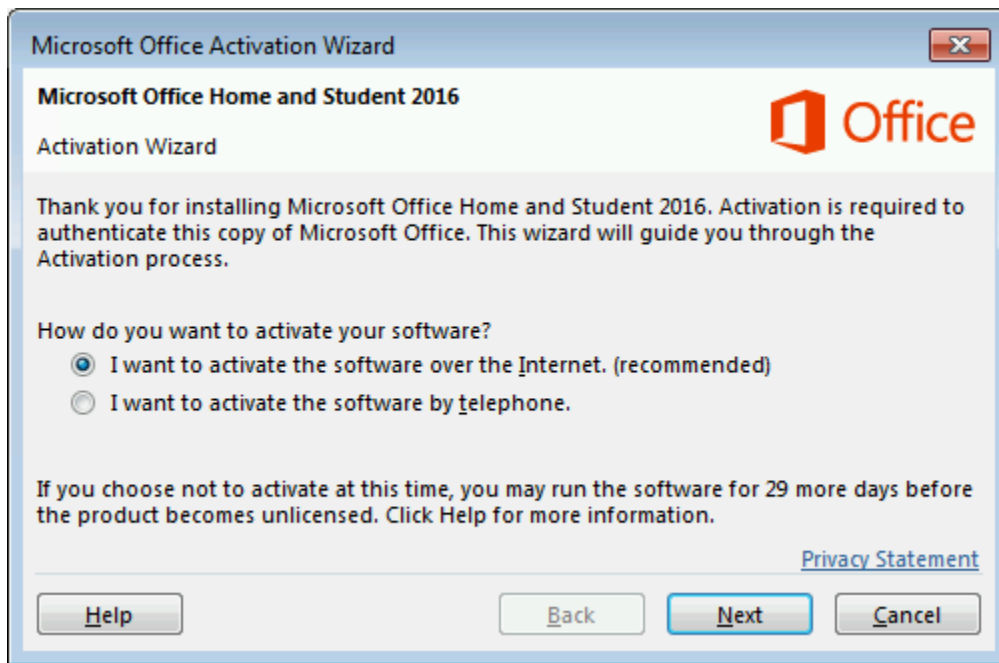 Microsoft Office Activation Wizard
Microsoft Office Home and Student 2016
Office
Activation Wizard
Thank you for installing Microsoft Office Home and Student 2016. Activation is required to
authenticate this copy of Microsoft Office. This wizard will guide you through the
Activation process.
How do you want to activate your software?
I want to activate the software over the Internet. (recommended)
I want to activate the software by telephone.
If you choose not to activate at this time, you may run the software for 29 more days before
the product becomes unlicensed. Click Help for more information.
Privacy Statement
Help
Back
Next
Cancel